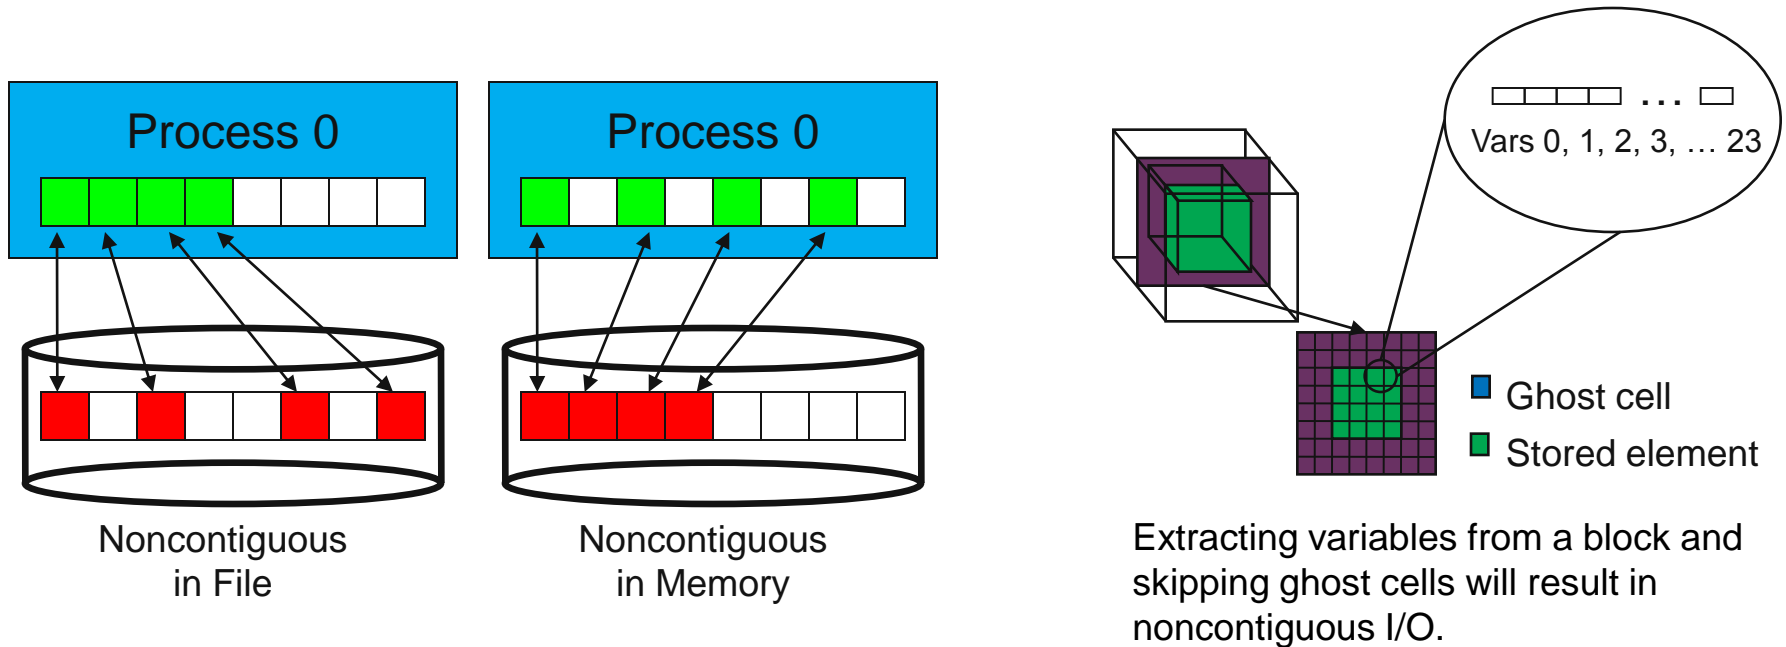 Process 0
Noncontiguous
in File
Process 0
Noncontiguous
in Memory
...
Vars 0, 1, 2, 3, … 23
Ghost cell
Stored element
Extracting variables from a block and
skipping ghost cells will result in
noncontiguous I/O.